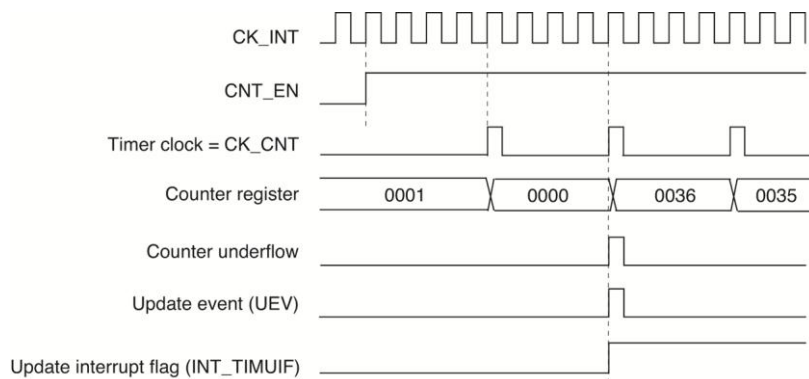 CK_INT
CNT_EN
Timer clock = CK_CNT
Counter register 0001 0000 0036 0035
Counter underflow
Update event (UEV)
Update interrupt flag (INT_TIMUIF)